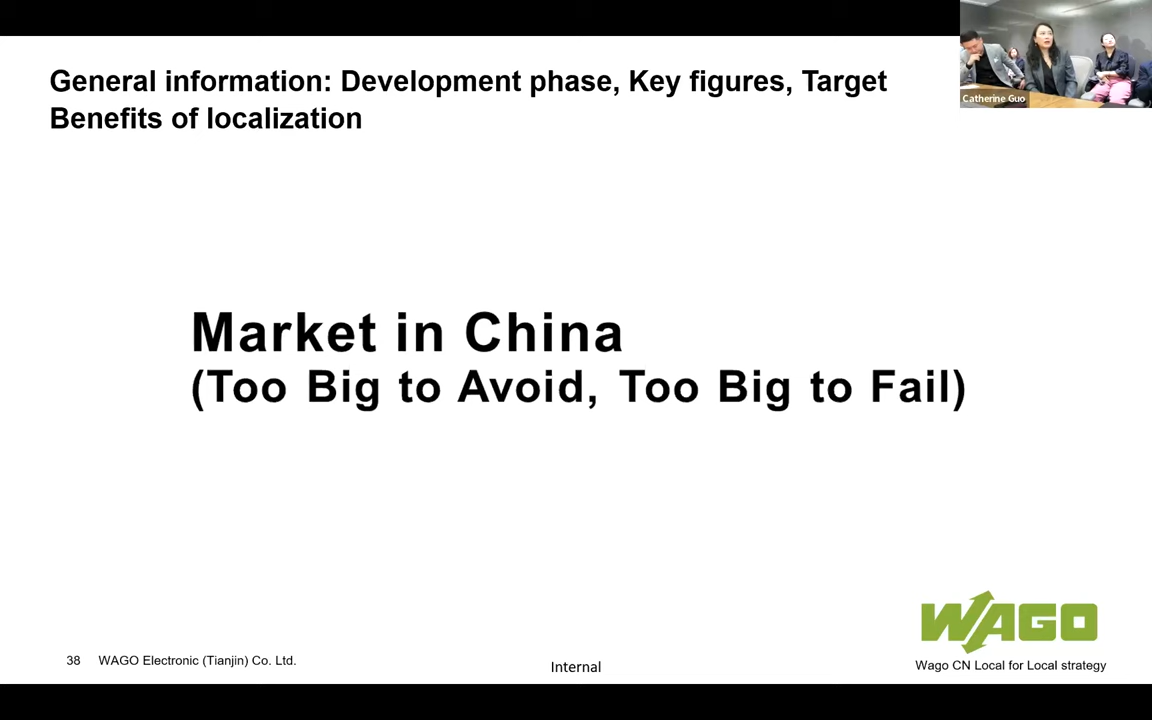 General information: Development phase, Key figures, Target
Benefits of localization
Catherine Guo
Market in China
(Too Big to Avoid, Too Big to Fail)
WAGO
38 WAGO Electronic (Tianjin) Co. Ltd.
Internal
Wago CN Local for Local strategy